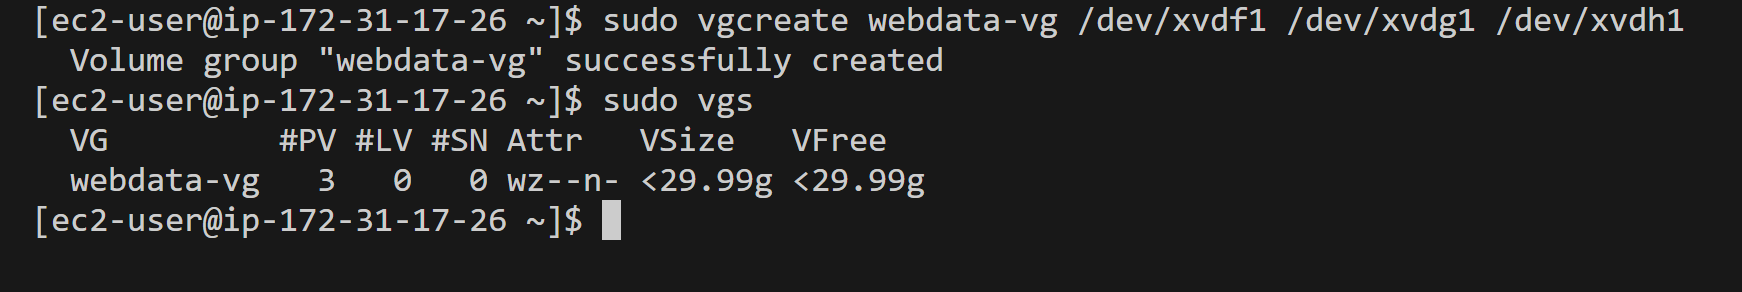 [ec2-user@ip-172-31-17-26 ~]$ sudo vgcreate webdata-vg /dev/xvdf1 /dev/xvdg1 /dev/xvdh1
  Volume group "webdata-vg" successfully created
[ec2-user@ip-172-31-17-26 ~]$ sudo vgs
  VG         #PV #LV #SN Attr   VSize   VFree
  webdata-vg   3   0   0 wz--n- <29.99g <29.99g
[ec2-user@ip-172-31-17-26 ~]$